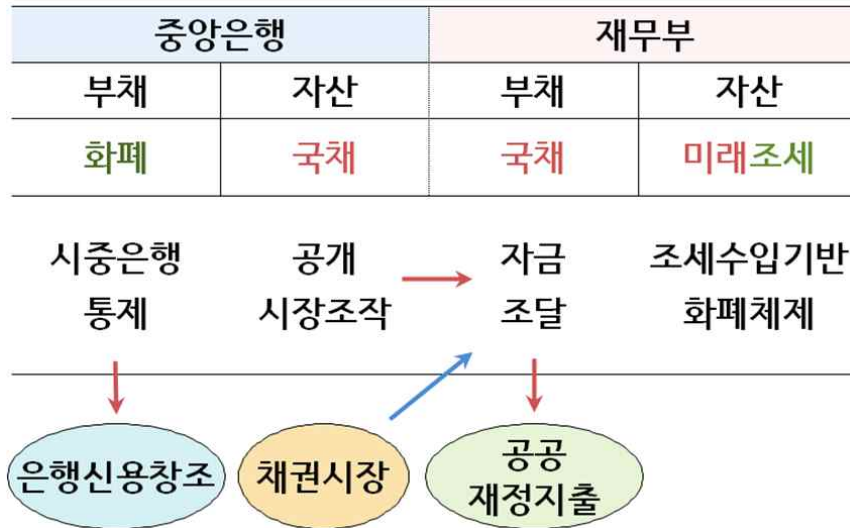 중앙은행 재무부
부채 자산 부채 자산
화폐 국채 국채 미래조세
시중은행 공개 자금 조세수입기반
통제 시장조작 조달 화폐체제
은행신용창조 채권시장 공공
재정지출